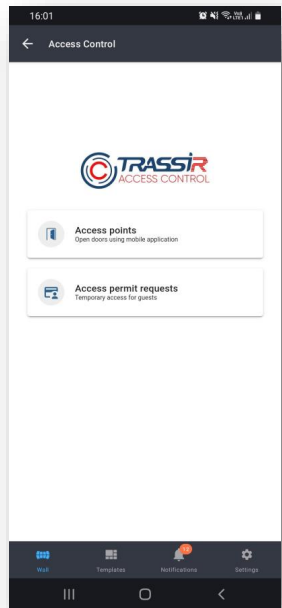 16:01
Access Control
TRASSIR
ACCESS CONTROL
Access points
Open doors using mobile application
Access permit requests
Temporary access for guests
12
Wall
Templates
Notifications
Settings